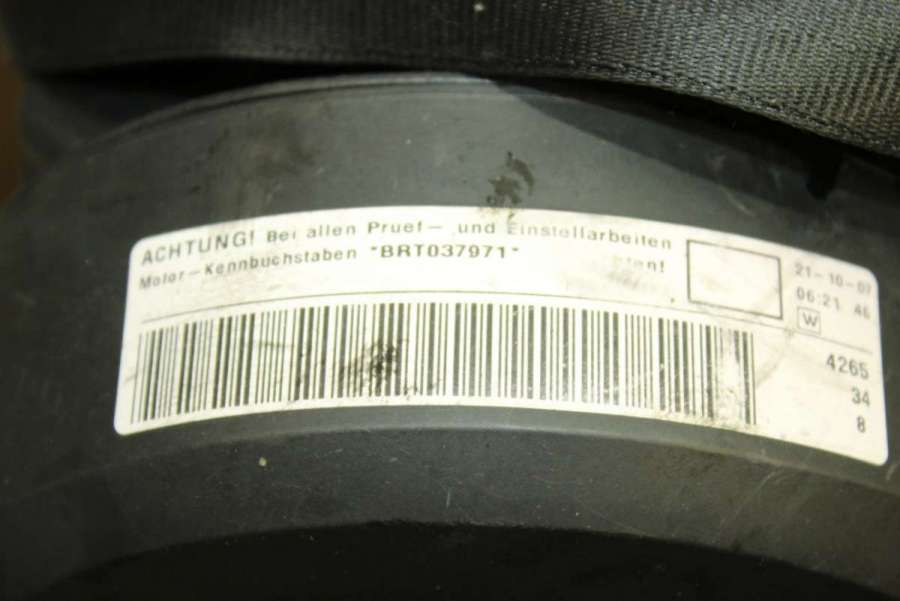 ACHTUNG! Bei allen Pruef- und Einstellarbeiten
Motor-Kennbuchstaben "BRT037971"
21-10-07
06:21 46
W
4265
34
8